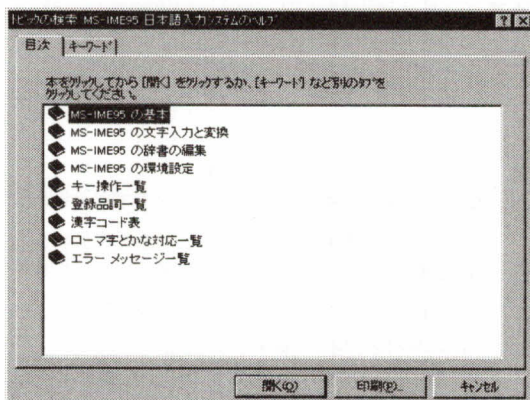 トピックの検索 MS-IME95 日本語入力システムのヘルプ
目次 キーワード
本をクリックしてから [開く] をクリックするか、[キーワード] など別のタブを
クリックしてください。
MS-IME95 の基本
MS-IME95 の文字入力と変換
MS-IME95 の辞書の編集
MS-IME95 の環境設定
キー操作一覧
登録品詞一覧
漢字コード表
ローマ字とかな対応一覧
エラー メッセージ一覧
開く(O) 印刷(P)... キャンセル